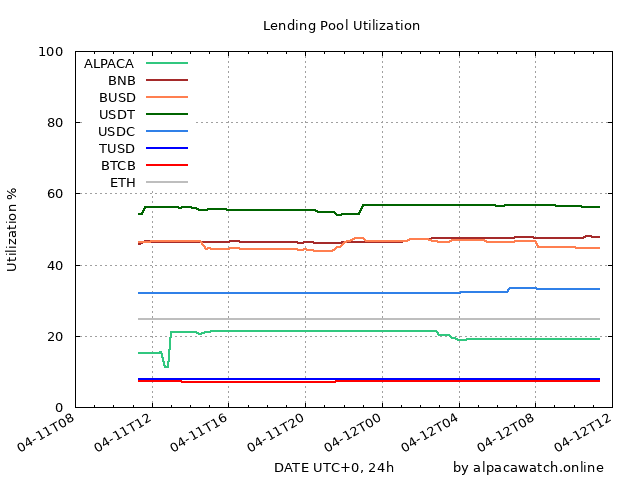 Lending Pool Utilization
100
80
60
40
20
0
Utilization %
ALPACA
BNB
BUSD
USDT
USDC
TUSD
BTCB
ETH
04-11T08
04-11T12
04-11T16
04-11T20
04-12T00
04-12T04
04-12T08
04-12T12
DATE UTC+0, 24h
by alpacawatch.online